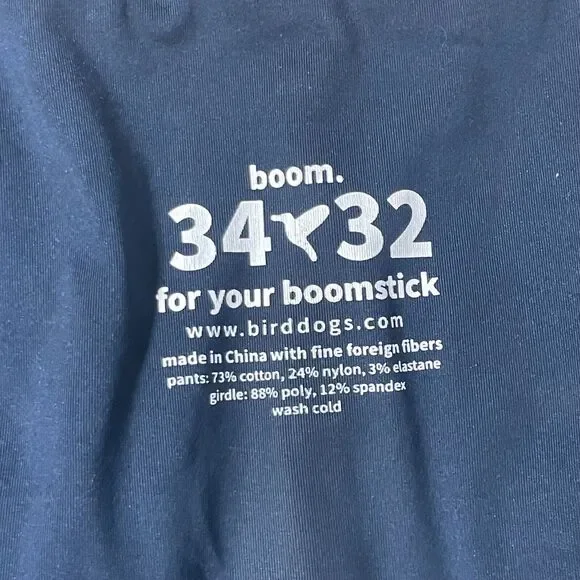 boom.
34 32
for your boomstick
www.birddogs.com
made in China with fine foreign fibers
pants: 73% cotton, 24% nylon, 3% elastane
girdle: 88% poly, 12% spandex
wash cold